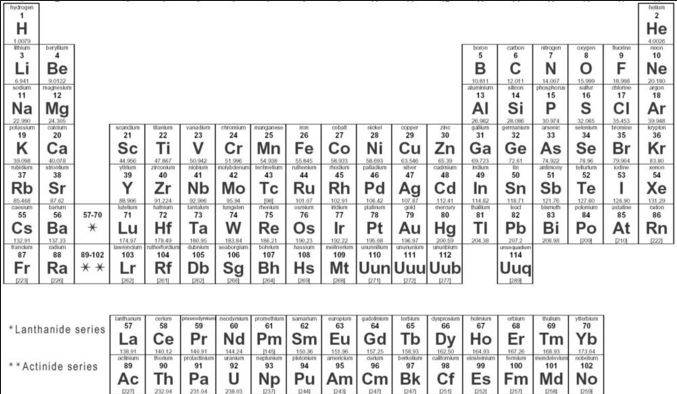 hydrogen helium
1 2
H He
1.0079 4.0026
lithium beryllium boron carbon nitrogen oxygen fluorine neon
3 4 5 6 7 8 9 10
Li Be B C N O F Ne
6.941 9.0122 10.811 12.011 14.007 15.999 18.998 20.180
sodium magnesium aluminium silicon phosphorus sulfur chlorine argon
11 12 13 14 15 16 17 18
Na Mg Al Si P S Cl Ar
22.990 24.305 26.982 28.086 30.974 32.065 35.453 39.948
potassium calcium scandium titanium vanadium chromium manganese iron cobalt nickel copper zinc gallium germanium arsenic selenium bromine krypton
19 20 21 22 23 24 25 26 27 28 29 30 31 32 33 34 35 36
K Ca Sc Ti V Cr Mn Fe Co Ni Cu Zn Ga Ge As Se Br Kr
39.098 40.078 44.956 47.867 50.942 51.996 54.938 55.845 58.933 58.693 63.546 65.39 69.723 72.61 74.922 78.96 79.904 83.80
rubidium strontium yttrium zirconium niobium molybdenum technetium ruthenium rhodium palladium silver cadmium indium tin antimony tellurium iodine xenon
37 38 39 40 41 42 43 44 45 46 47 48 49 50 51 52 53 54
Rb Sr Y Zr Nb Mo Tc Ru Rh Pd Ag Cd In Sn Sb Te I Xe
85.468 87.62 88.906 91.224 92.906 95.94 [98] 101.07 102.91 106.42 107.87 112.41 114.82 118.71 121.76 127.60 126.90 131.29
caesium barium lutetium hafnium tantalum tungsten rhenium osmium iridium platinum gold mercury thallium lead bismuth polonium astatine radon
55 56 57-70 71 72 73 74 75 76 77 78 79 80 81 82 83 84 85 86
Cs Ba * Lu Hf Ta W Re Os Ir Pt Au Hg Tl Pb Bi Po At Rn
132.91 137.33 174.97 178.49 180.95 183.84 186.21 190.23 192.22 195.08 196.97 200.59 204.38 207.2 208.98 [209] [210] [222]
francium radium lawrencium rutherfordium dubnium seaborgium bohrium hassium meitnerium ununnilium unununium ununbium ununquadium
87 88 89-102 103 104 105 106 107 108 109 110 111 112 114
Fr Ra * * Lr Rf Db Sg Bh Hs Mt Uun Uuu Uub Uuq
[223] [226] [262] [261] [262] [266] [264] [269] [268] [271] [272] [277] [289]
lanthanum cerium praseodymium neodymium promethium samarium europium gadolinium terbium dysprosium holmium erbium thulium ytterbium
57 58 59 60 61 62 63 64 65 66 67 68 69 70
*Lanthanide series La Ce Pr Nd Pm Sm Eu Gd Tb Dy Ho Er Tm Yb
138.91 140.12 140.91 144.24 [145] 150.36 151.96 157.25 158.93 162.50 164.93 167.26 168.93 173.04
actinium thorium protactinium uranium neptunium plutonium americium curium berkelium californium einsteinium fermium mendelevium nobelium
89 90 91 92 93 94 95 96 97 98 99 100 101 102
**Actinide series Ac Th Pa U Np Pu Am Cm Bk Cf Es Fm Md No
[227] 232.04 231.04 238.03 [237] [244] [243] [247] [247] [251] [252] [257] [258] [259]